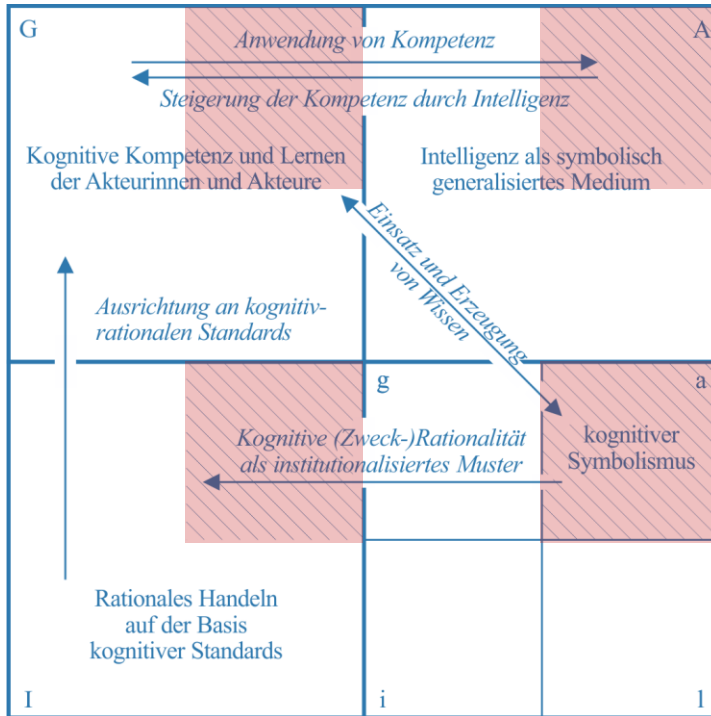 G
A
Anwendung von Kompetenz
Steigerung der Kompetenz durch Intelligenz
Kognitive Kompetenz und Lernen
der Akteurinnen und Akteure
Intelligenz als symbolisch
generalisiertes Medium
Einsatz und Erzeugung
von Wissen
Ausrichtung an kognitiv-
rationalen Standards
g
a
Kognitive (Zweck-)Rationalität
als institutionalisiertes Muster
kognitiver
Symbolismus
Rationales Handeln
auf der Basis
kognitiver Standards
I
i
l